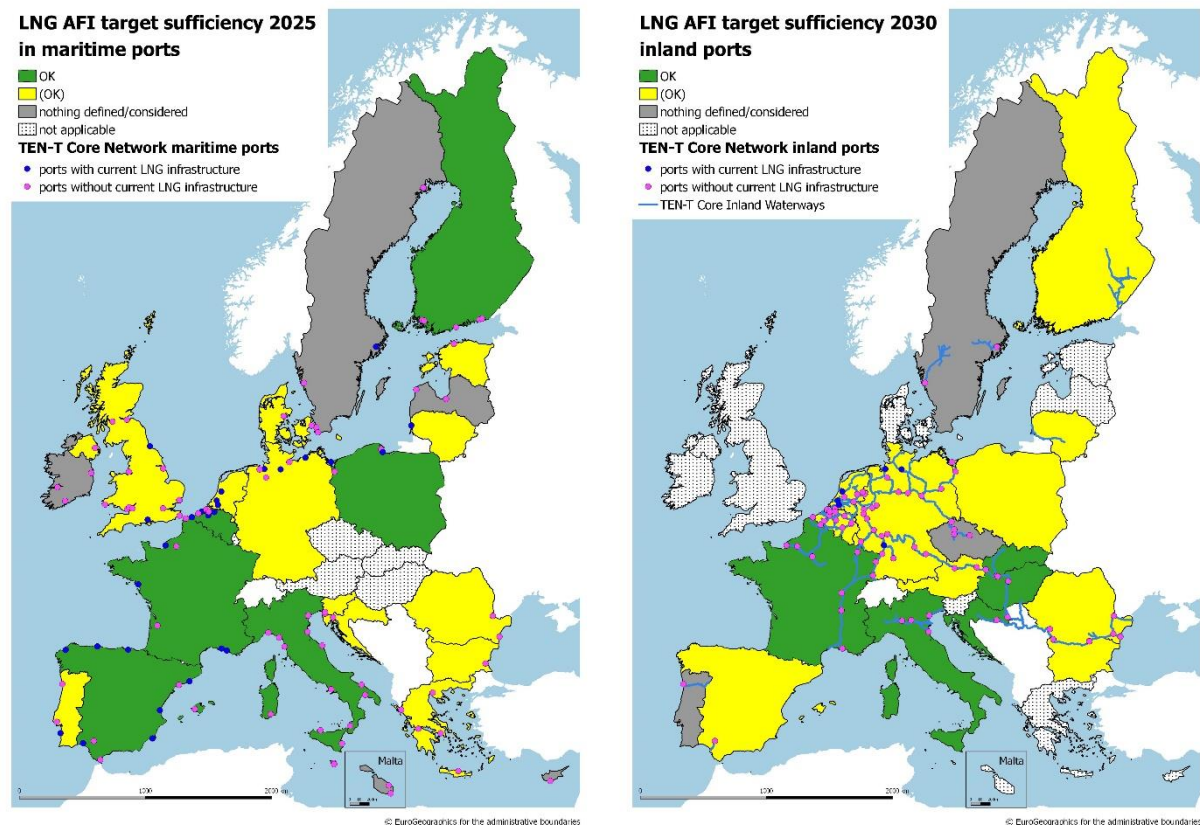 LNG AFI target sufficiency 2025
in maritime ports
OK
(OK)
nothing defined/considered
not applicable
TEN-T Core Network maritime ports
ports with current LNG infrastructure
ports without current LNG infrastructure
Malta
0
1000
2000
© EuroGeographics for the administrative boundaries
LNG AFI target sufficiency 2030
inland ports
OK
(OK)
nothing defined/considered
not applicable
TEN-T Core Network inland ports
ports with current LNG infrastructure
ports without current LNG infrastructure
TEN-T Core Inland Waterways
Malta
0
1000
2000
© EuroGeographics for the administrative boundaries